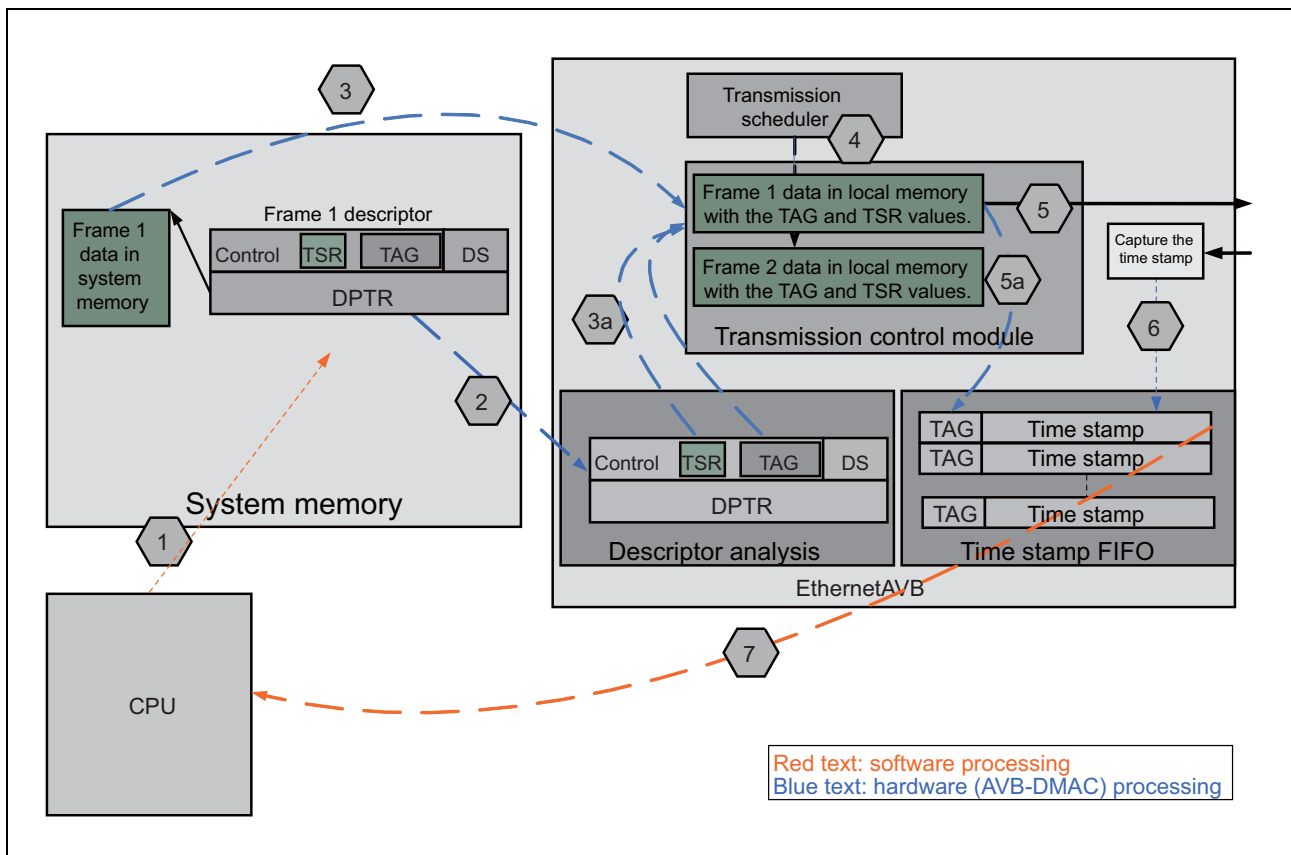 3
Transmission
scheduler
4
Frame 1 data in local memory
with the TAG and TSR values.
5
Frame 2 data in local memory
with the TAG and TSR values.
5a
Transmission control module
Capture the
time stamp
6
Frame 1
data in
system
memory
Frame 1 descriptor
Control TSR TAG DS
DPTR
3a
2
System memory
1
Control TSR TAG DS
DPTR
Descriptor analysis
TAG Time stamp
TAG Time stamp
TAG Time stamp
Time stamp FIFO
EthernetAVB
7
CPU
Red text: software processing
Blue text: hardware (AVB-DMAC) processing